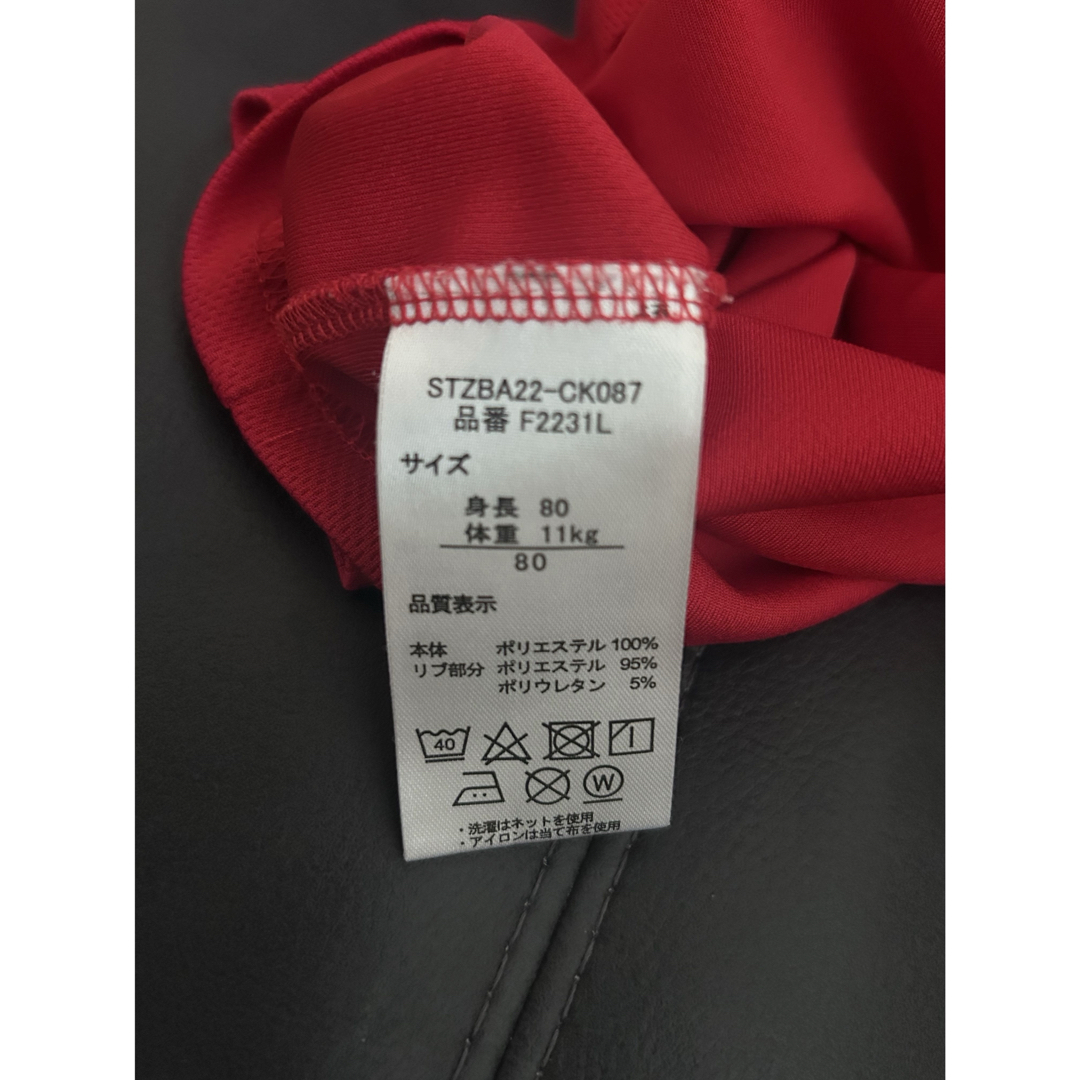 STZBA22-CK087
品番 F2231L
サイズ
身長 80
体重 11kg
80
品質表示
本体 ポリエステル 100%
リブ部分 ポリエステル 95%
ポリウレタン 5%
40
W
・洗濯はネットを使用
・アイロンは当て布を使用